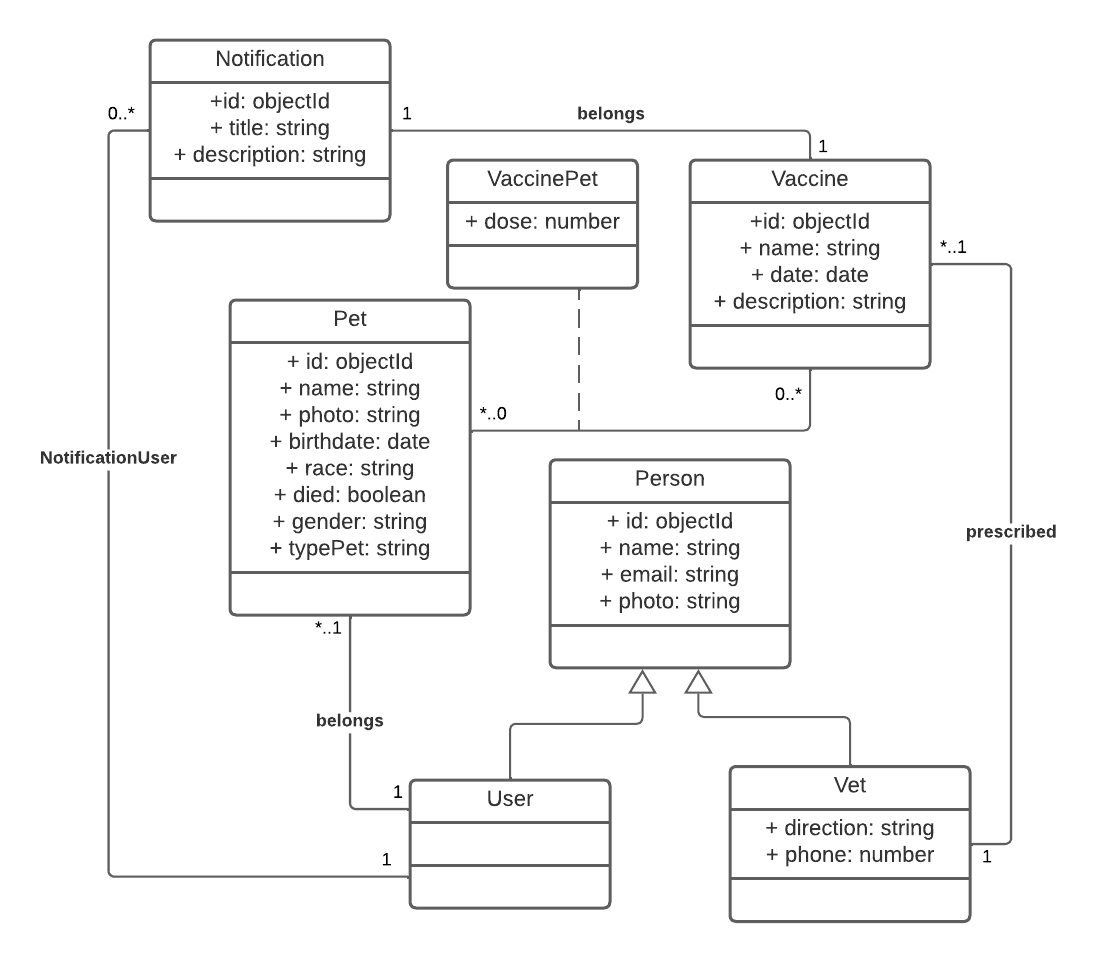 Notification
+id: objectId
+ title: string
+ description: string
0..*
1
belongs
1
VaccinePet
+ dose: number
Vaccine
+id: objectId
+ name: string
+ date: date
+ description: string
*..1
Pet
+ id: objectId
+ name: string
+ photo: string
+ birthdate: date
+ race: string
+ died: boolean
+ gender: string
+ typePet: string
*..0
0..*
NotificationUser
Person
+ id: objectId
+ name: string
+ email: string
+ photo: string
prescribed
*..1
belongs
1
User
1
Vet
+ direction: string
+ phone: number
1